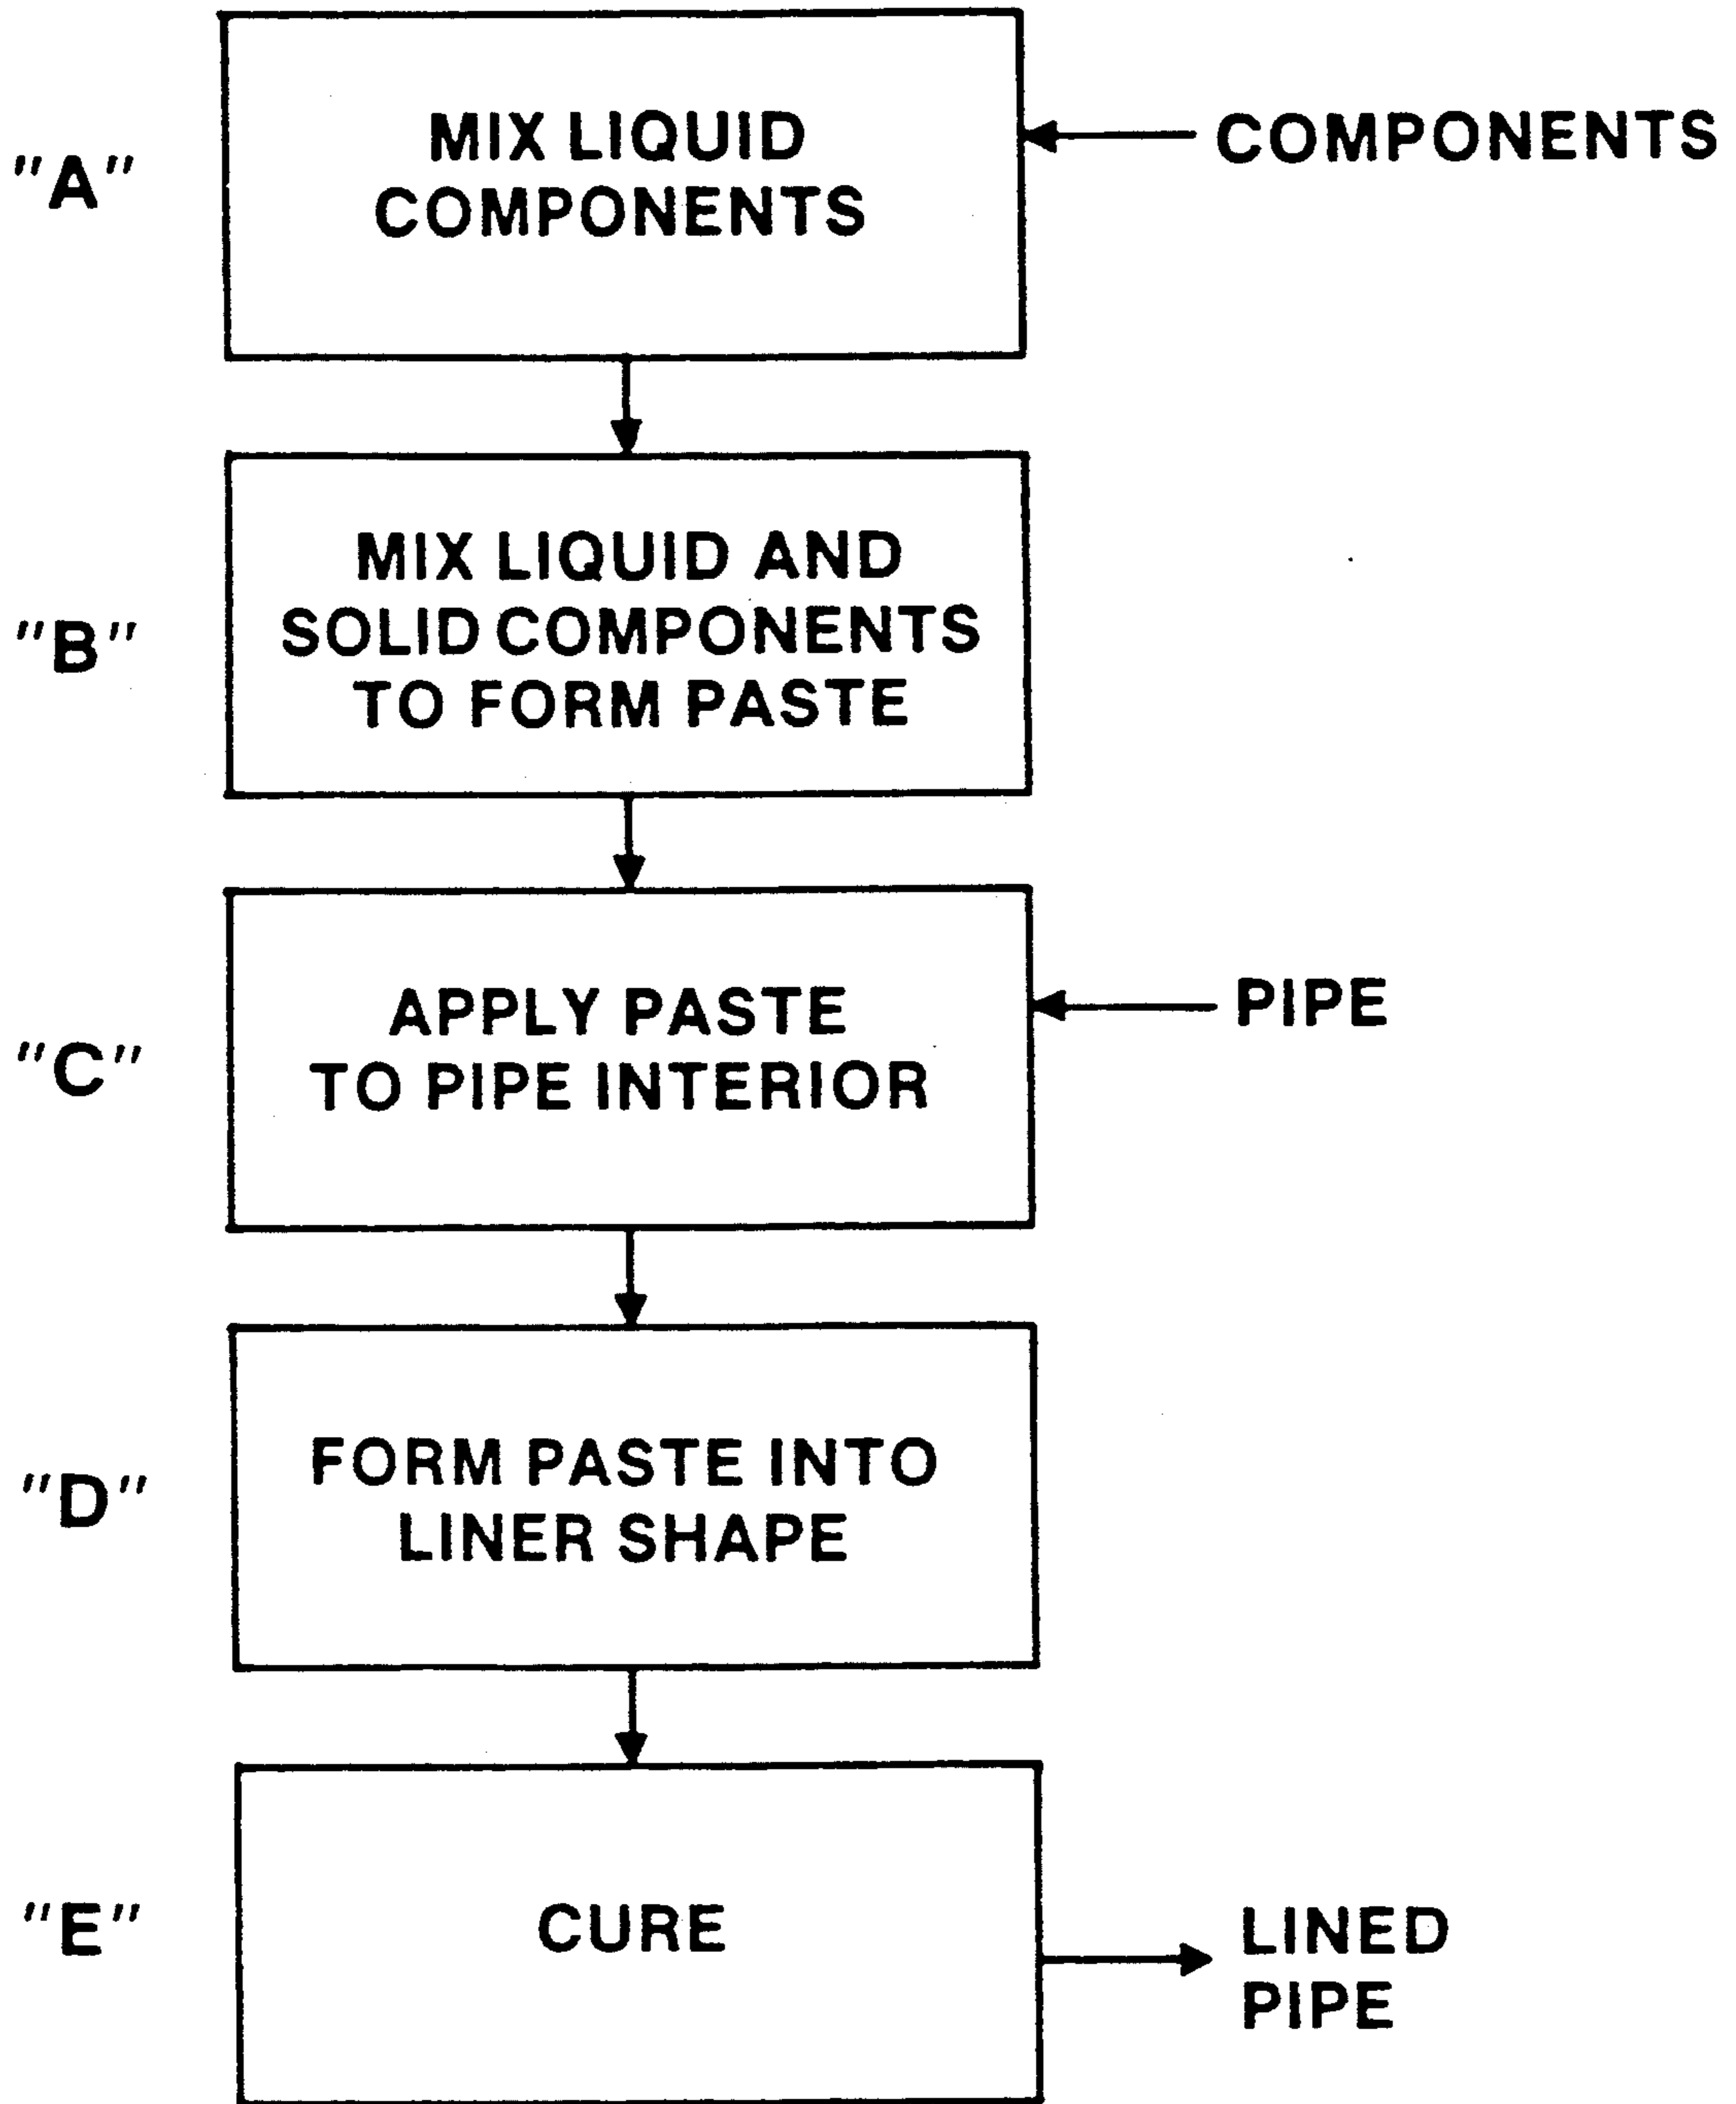 "A"
MIX LIQUID
COMPONENTS
COMPONENTS
"B"
MIX LIQUID AND
SOLID COMPONENTS
TO FORM PASTE
"C"
APPLY PASTE
TO PIPE INTERIOR
PIPE
"D"
FORM PASTE INTO
LINER SHAPE
"E"
CURE
LINED
PIPE